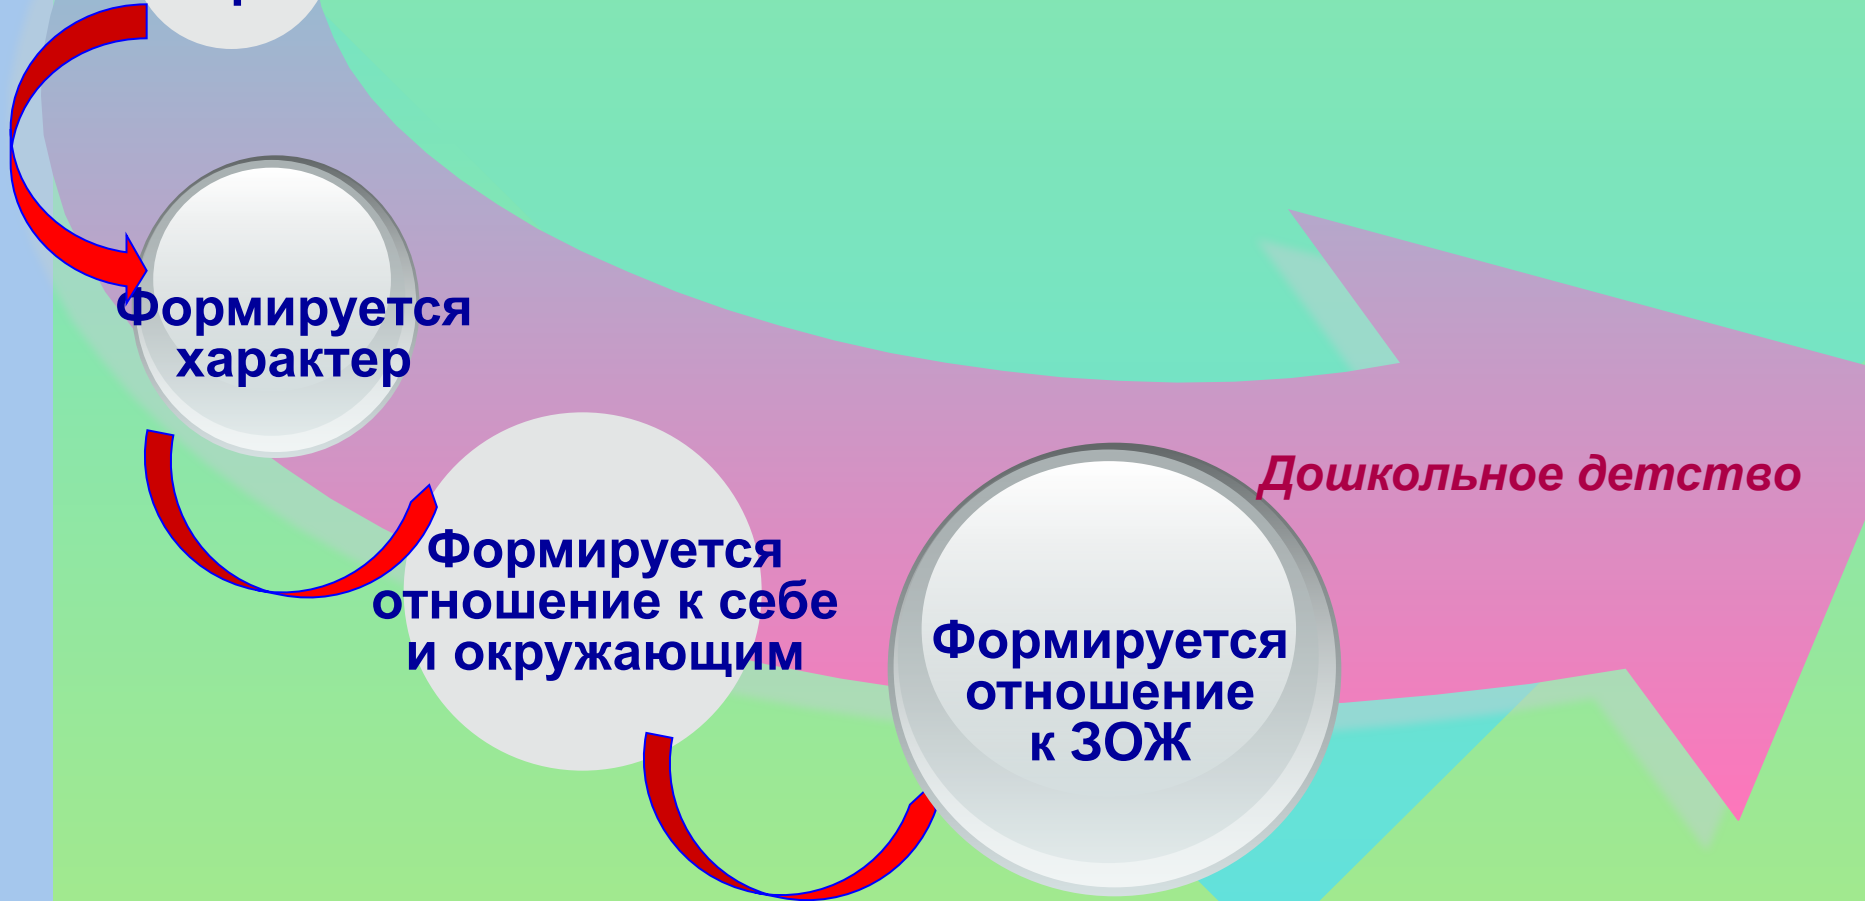 Формируется
характер
Дошкольное детство
Формируется
отношение к себе
и окружающим
Формируется
отношение
к ЗОЖ